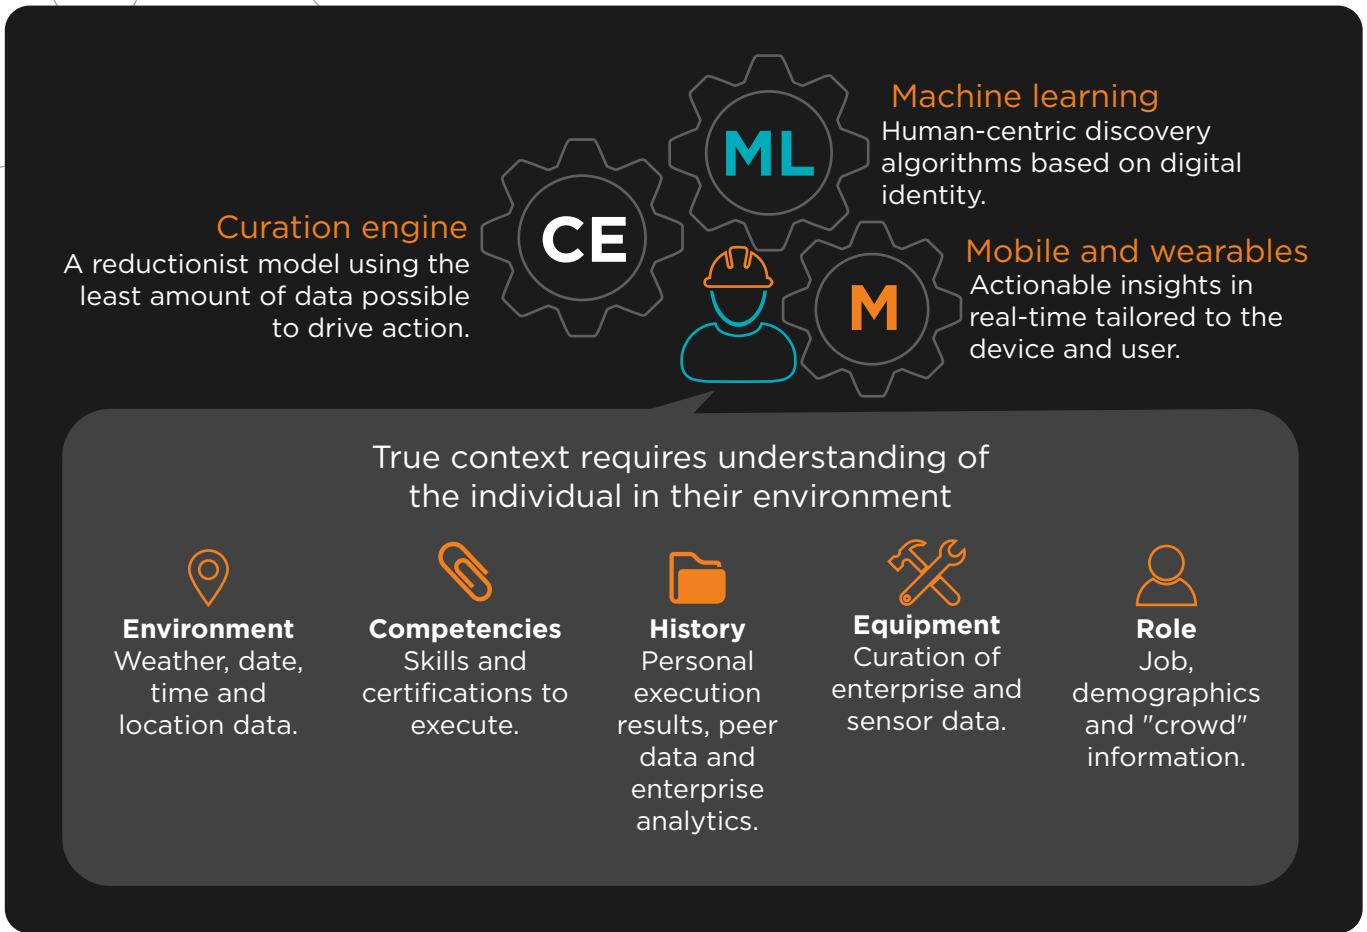 ML
Machine learning
Human-centric discovery
algorithms based on digital
identity.
CE
Curation engine
A reductionist model using the
least amount of data possible
to drive action.
M
Mobile and wearables
Actionable insights in
real-time tailored to the
device and user.
True context requires understanding of
the individual in their environment
Environment
Weather, date,
time and
location data.
Competencies
Skills and
certifications to
execute.
History
Personal
execution
results, peer
data and
enterprise
analytics.
Equipment
Curation of
enterprise and
sensor data.
Role
Job,
demographics
and "crowd"
information.